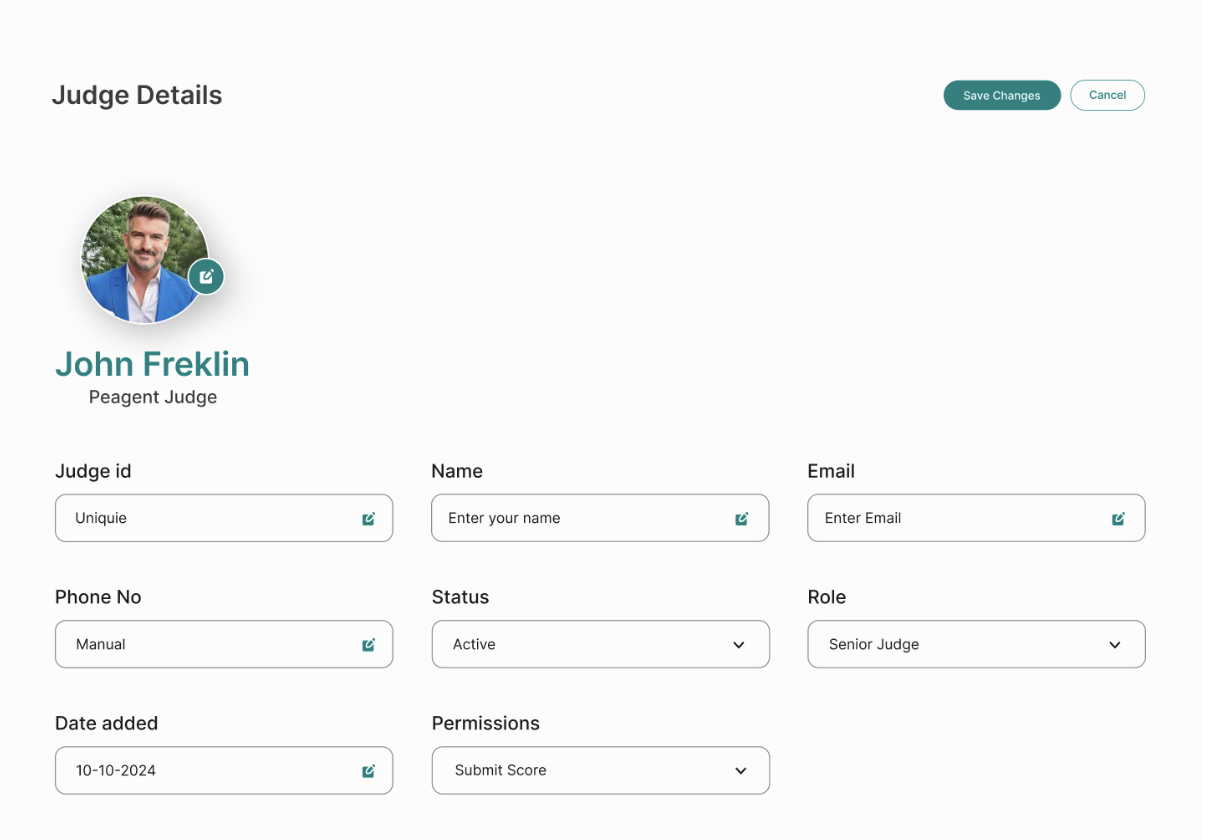 Judge Details
Save Changes
Cancel
John Freklin
Peagent Judge
Judge id
Name
Email
Uniquie
Enter your name
Enter Email
Phone No
Status
Role
Manual
Active
Senior Judge
Date added
Permissions
10-10-2024
Submit Score